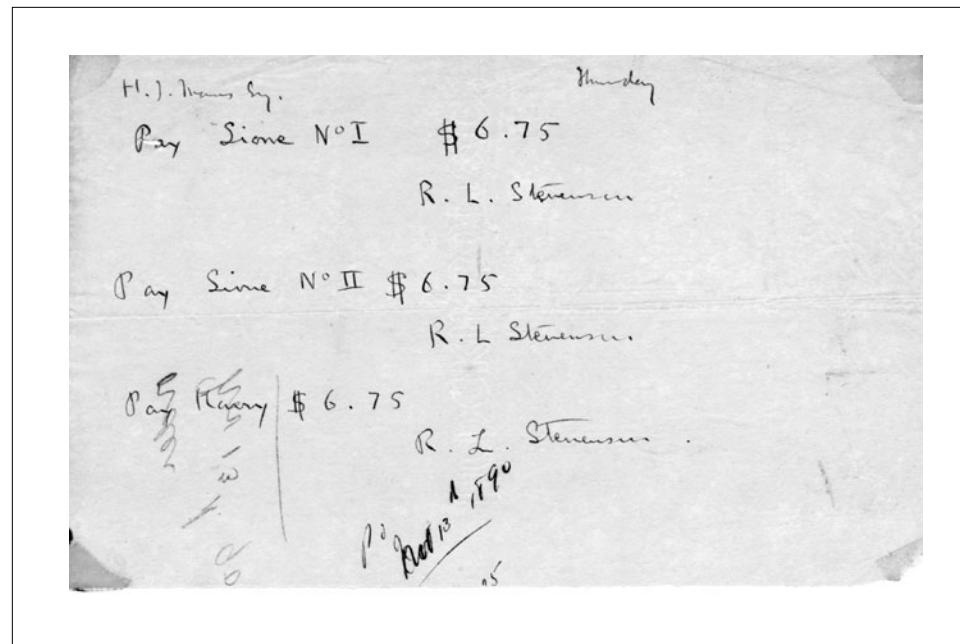 H. J. Moors Esq. Thursday
Pay Sione No I $ 6.75
R. L. Stevenson
Pay Sione No II $ 6.75
R. L Stevenson
Pay Harry $ 6.75
R. L. Stevenson.
pd
Nov 13 1890